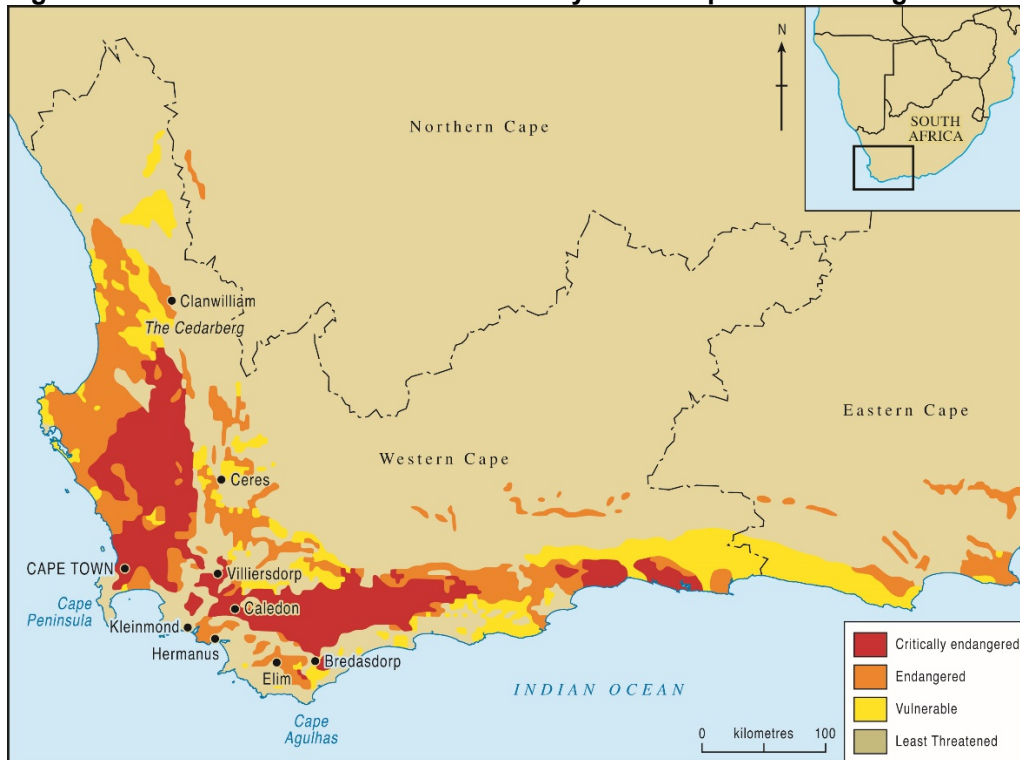 N
Northern Cape
SOUTH
AFRICA
Clanwilliam
The Cedarberg
Eastern Cape
Western Cape
Ceres
CAPE TOWN
Villiersdorp
Cape
Peninsula
Caledon
Kleinmond
Hermanus
Bredasdorp
Elim
INDIAN OCEAN
Cape
Agulhas
0 kilometres 100
Critically endangered
Endangered
Vulnerable
Least Threatened